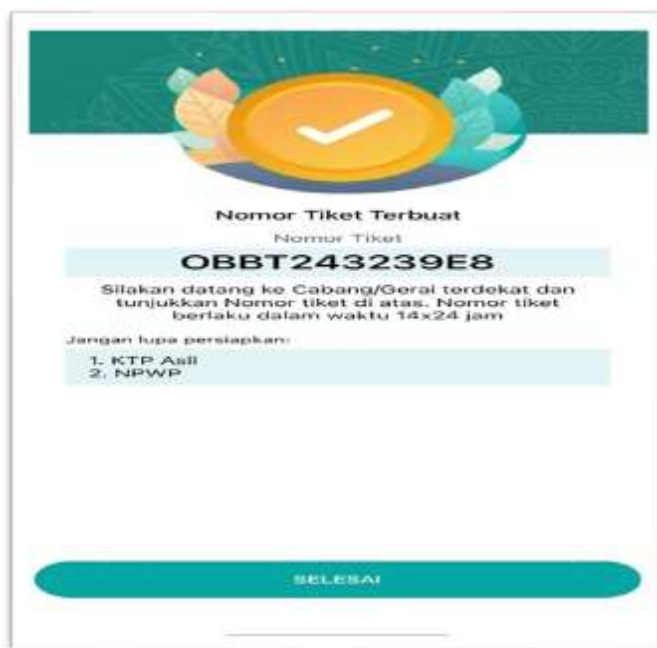 Nomor Tiket Terbuat
Nomor Tiket
OBBT243239E8
Silakan datang ke Cabang/Gerai terdekat dan
tunjukkan Nomor tiket di atas. Nomor tiket
berlaku dalam waktu 14x24 jam
Jangan lupa persiapkan:
1. KTP Asli
2. NPWP
SELESAI